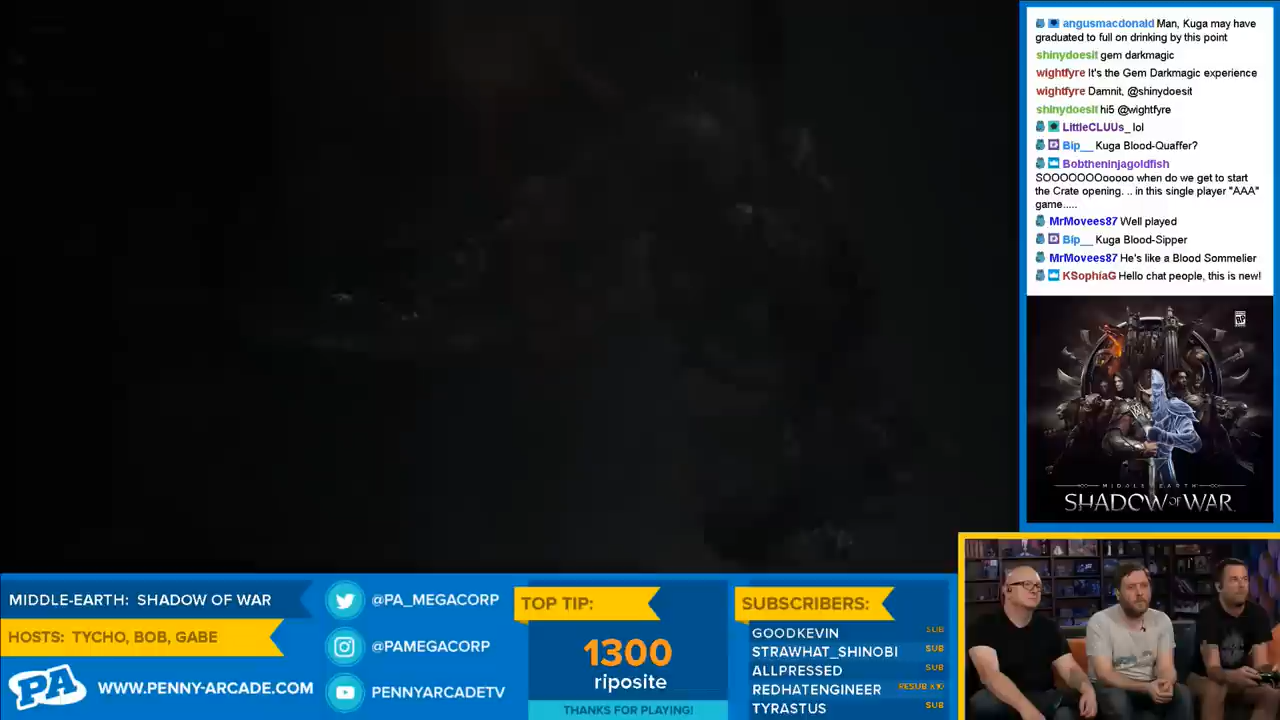 angusmacdonald Man, Kuga may have
graduated to full on drinking by this point
shinydoesit gem darkmagic
wightfyre It's the Gem Darkmagic experience
wightfyre Damnit, @shinydoesit
shinydoesit hi5 @wightfyre
LittleCLUUs_ lol
Bip__ Kuga Blood-Quaffer?
Bobtheninjagoldfish
SOOOOOOOooooo when do we get to start
the Crate opening. .. in this single player "AAA"
game.....
MrMovees87 Well played
Bip__ Kuga Blood-Sipper
MrMovees87 He's like a Blood Sommelier
KSophiaG Hello chat people, this is new!
MIDDLE-EARTH
SHADOW OF WAR
MIDDLE-EARTH: SHADOW OF WAR
HOSTS: TYCHO, BOB, GABE
PA
WWW.PENNY-ARCADE.COM
@PA_MEGACORP
@PAMEGACORP
PENNYARCADETV
TOP TIP:
1300
riposite
THANKS FOR PLAYING!
SUBSCRIBERS:
GOODKEVIN SUB
STRAWHAT_SHINOBI SUB
ALLPRESSED SUB
REDHATENGINEER RESUB X10
TYRASTUS SUB